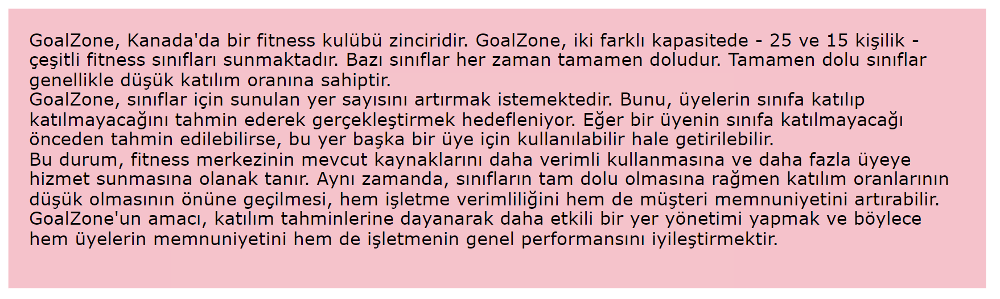 GoalZone, Kanada'da bir fitness kulübü zinciridir. GoalZone, iki farklı kapasitede - 25 ve 15 kişilik -
çeşitli fitness sınıfları sunmaktadır. Bazı sınıflar her zaman tamamen doludur. Tamamen dolu sınıflar
genellikle düşük katılım oranına sahiptir.
GoalZone, sınıflar için sunulan yer sayısını artırmak istemektedir. Bunu, üyelerin sınıfa katılıp
katılmayacağını tahmin ederek gerçekleştirmek hedefleniyor. Eğer bir üyenin sınıfa katılmayacağı
önceden tahmin edilebilirse, bu yer başka bir üye için kullanılabilir hale getirilebilir.
Bu durum, fitness merkezinin mevcut kaynaklarını daha verimli kullanmasına ve daha fazla üyeye
hizmet sunmasına olanak tanır. Aynı zamanda, sınıfların tam dolu olmasına rağmen katılım oranlarının
düşük olmasının önüne geçilmesi, hem işletme verimliliğini hem de müşteri memnuniyetini artırabilir.
GoalZone'un amacı, katılım tahminlerine dayanarak daha etkili bir yer yönetimi yapmak ve böylece
hem üyelerin memnuniyetini hem de işletmenin genel performansını iyileştirmektir.